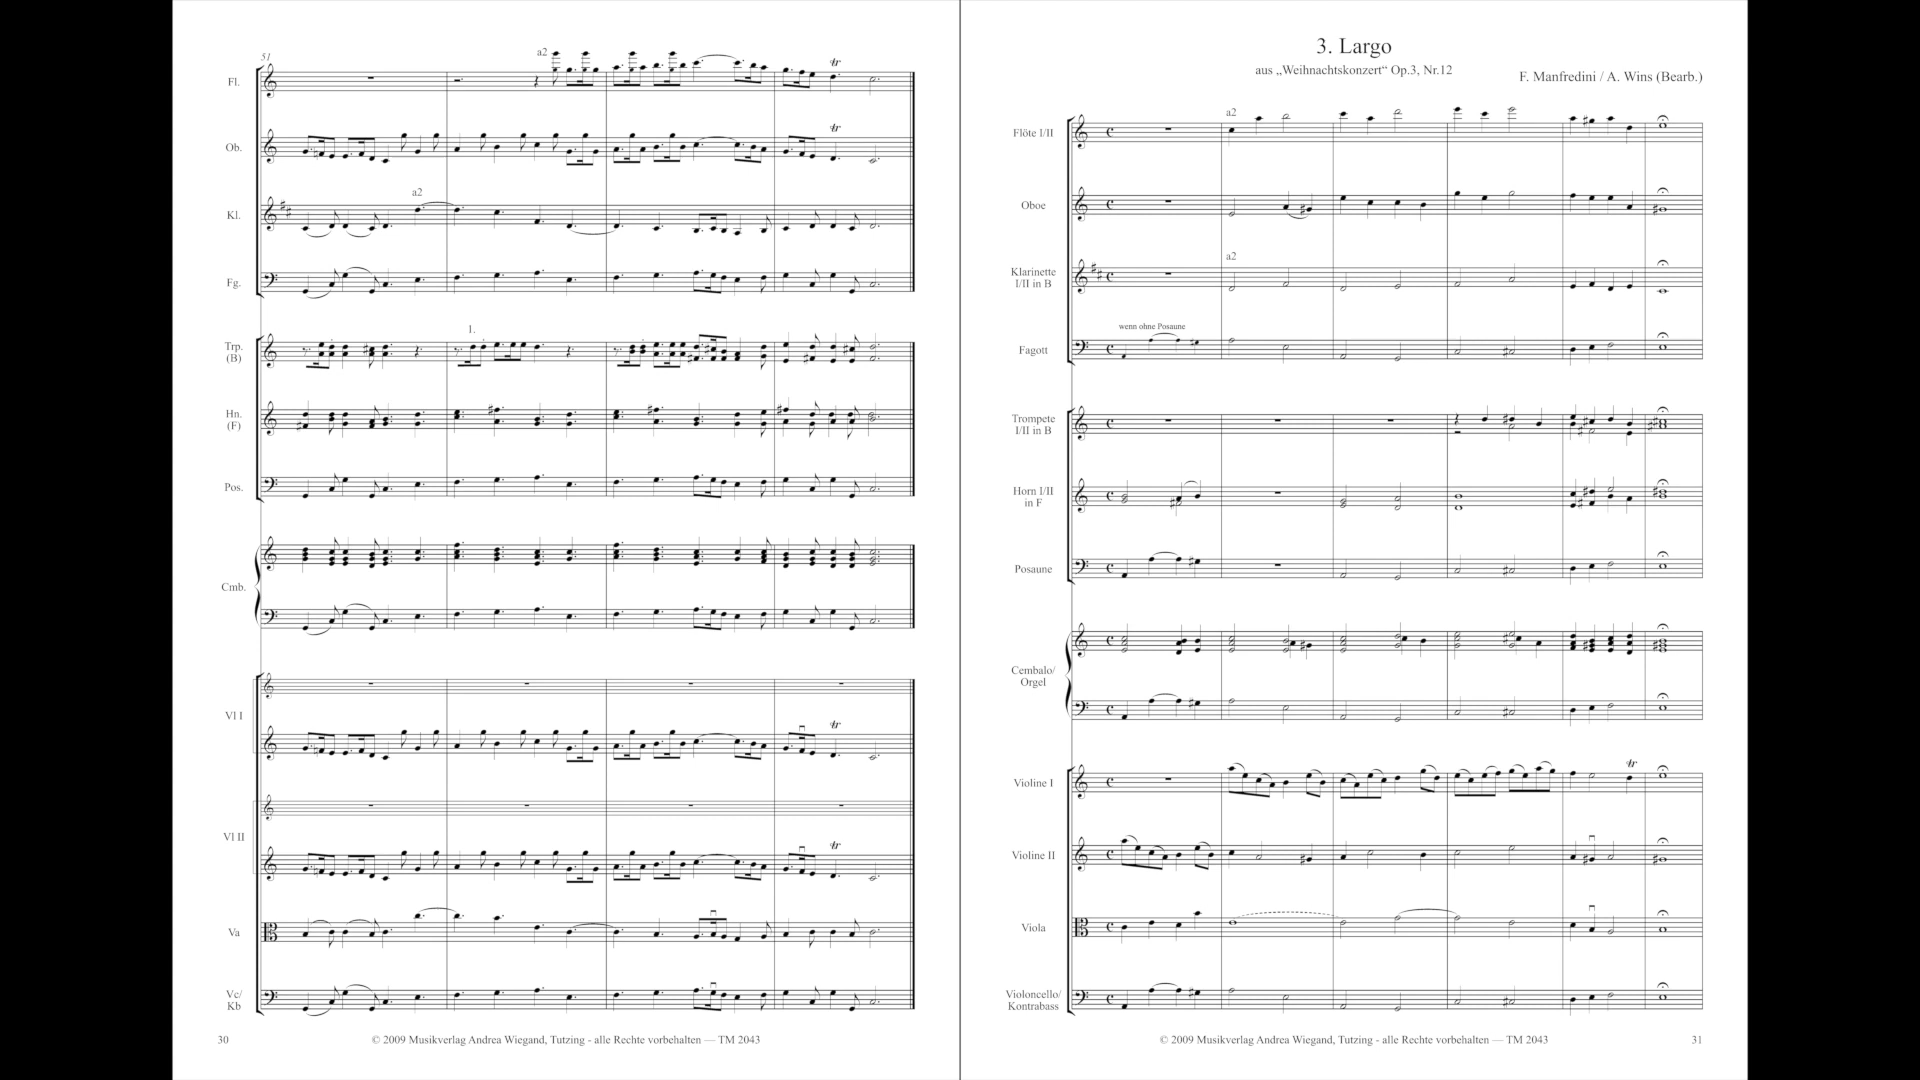 51
a2
Fl.
Ob.
a2
Kl.
Fg.
1.
Trp.
(B)
Hn.
(F)
Pos.
Cmb.
Vl I
Vl II
Va
Vc/
Kb
30
© 2009 Musikverlag Andrea Wiegand, Tutzing - alle Rechte vorbehalten — TM 2043
3. Largo
aus „Weihnachtskonzert“ Op.3, Nr.12
F. Manfredini / A. Wins (Bearb.)
a2
Flöte I/II
Oboe
a2
Klarinette
I/II in B
wenn ohne Posaune
Fagott
Trompete
I/II in B
Horn I/II
in F
Posaune
Cembalo/
Orgel
Violine I
Violine II
Viola
Violoncello/
Kontrabass
© 2009 Musikverlag Andrea Wiegand, Tutzing - alle Rechte vorbehalten — TM 2043
31